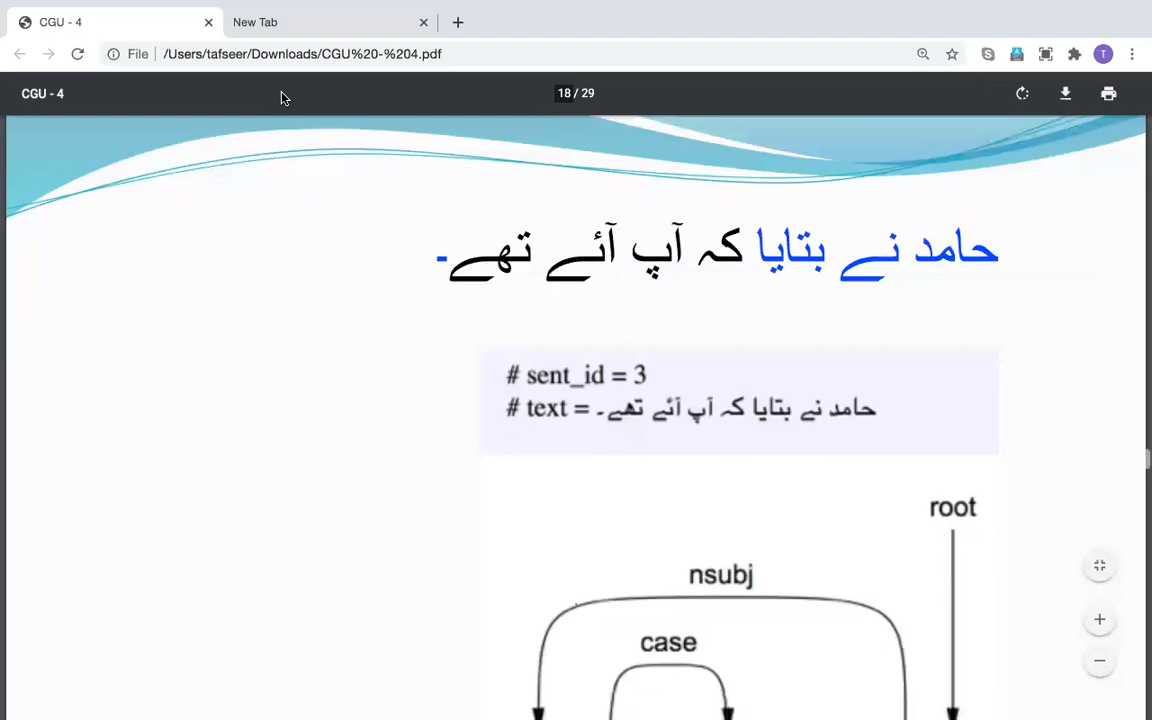 CGU - 4
New Tab
File
/Users/tafseer/Downloads/CGU%20-%204.pdf
T
CGU - 4
18 / 29
حامد نے بتایا کہ آپ آئے تھے۔
# sent_id = 3
# text = حامد نے بتایا کہ آپ آئے تھے۔
root
nsubj
case